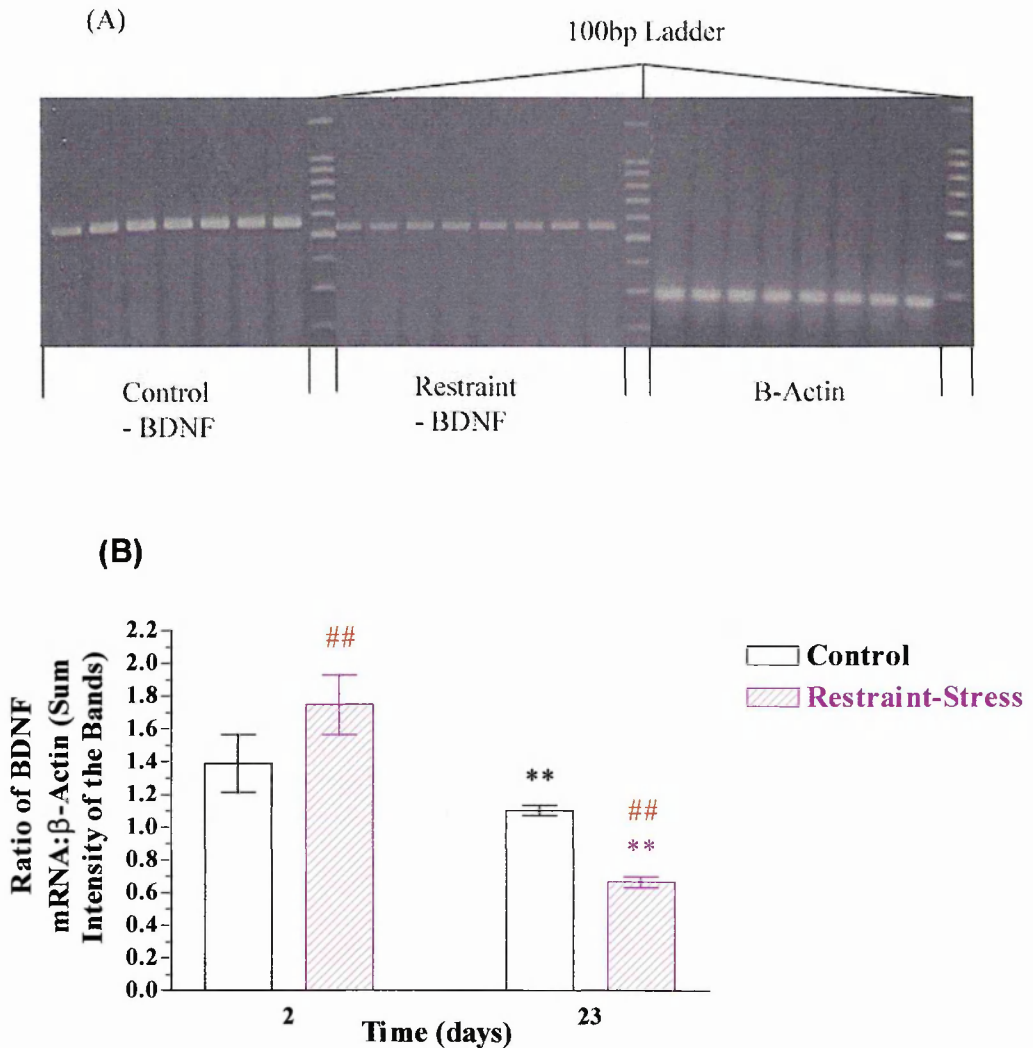 (A)
100bp Ladder
Control
- BDNF
Restraint
- BDNF
B-Actin
(B)
Ratio of BDNF
mRNA:β-Actin (Sum
Intensity of the Bands)
2.2
2.0
1.8
1.6
1.4
1.2
1.0
0.8
0.6
0.4
0.2
0.0
##
**
##
**
2
23
Time (days)
Control
Restraint-Stress